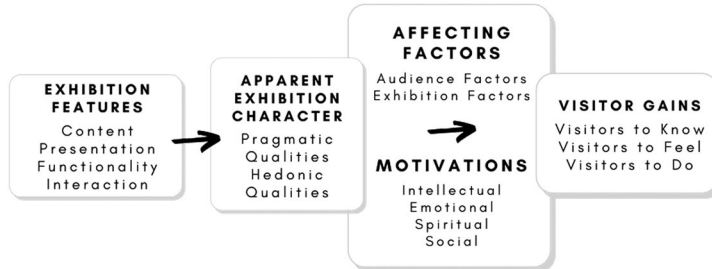 EXHIBITION
FEATURES
Content
Presentation
Functionality
Interaction
APPARENT
EXHIBITION
CHARACTER
Pragmatic
Qualities
Hedonic
Qualities
AFFECTING
FACTORS
Audience Factors
Exhibition Factors
MOTIVATIONS
Intellectual
Emotional
Spiritual
Social
VISITOR GAINS
Visitors to Know
Visitors to Feel
Visitors to Do